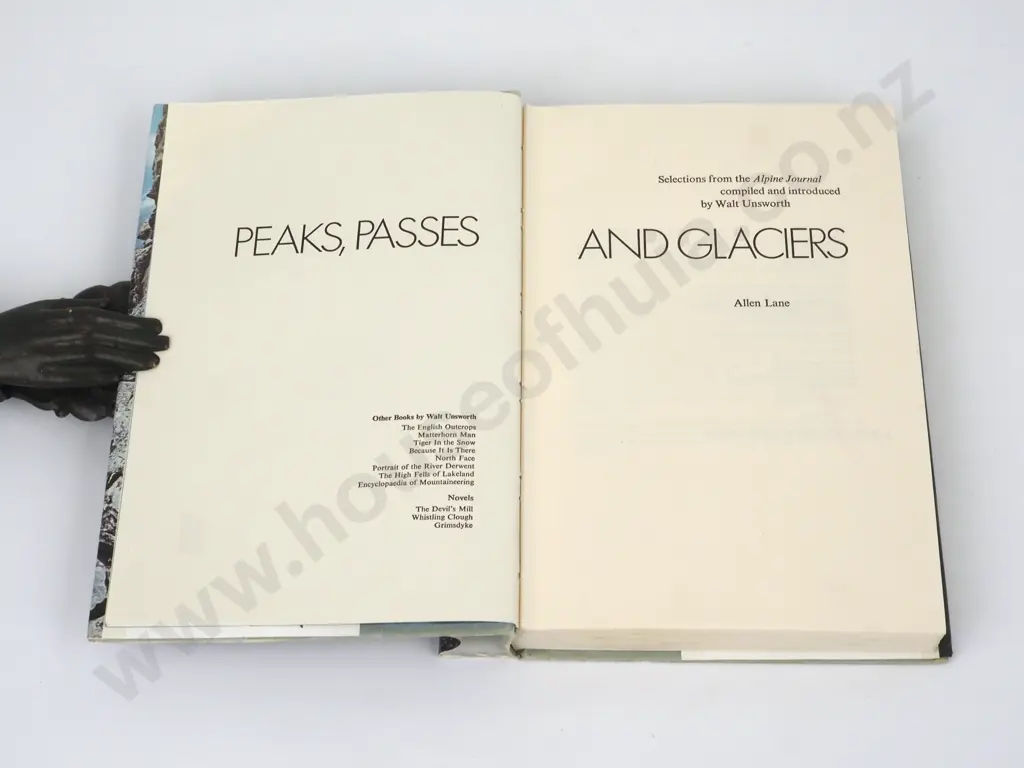 PEAKS, PASSES
Other Books by Walt Unsworth
The English Outcrops
Matterhorn Man
Tiger In the Snow
Because It Is There
North Face
Portrait of the River Derwent
The High Fells of Lakeland
Encyclopaedia of Mountaineering
Novels
The Devil's Mill
Whistling Clough
Grimsdyke
Selections from the Alpine Journal
compiled and introduced
by Walt Unsworth
AND GLACIERS
Allen Lane
www.houseofhuia.co.nz